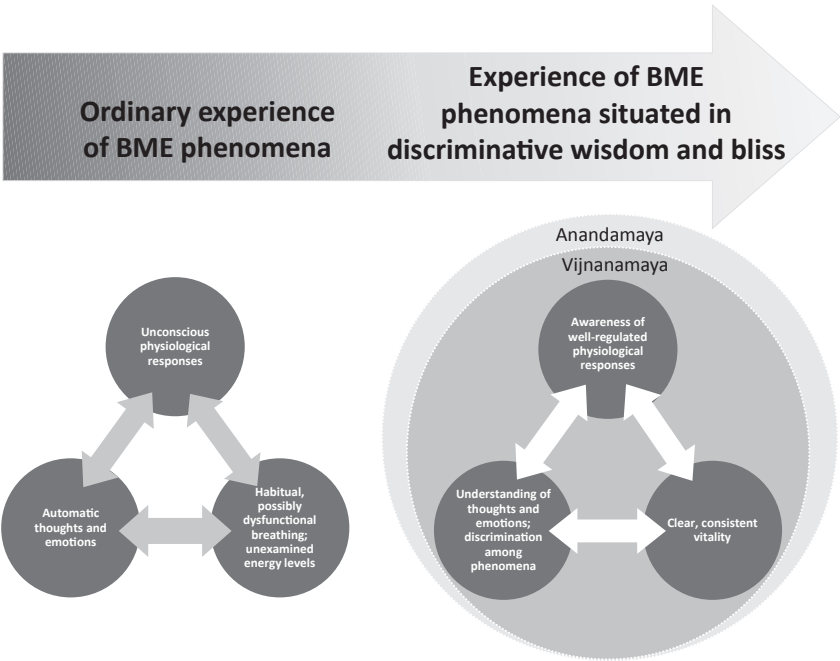 Ordinary experience
of BME phenomena
Experience of BME
phenomena situated in
discriminative wisdom and bliss
Unconscious
physiological
responses
Automatic
thoughts and
emotions
Habitual,
possibly
dysfunctional
breathing;
unexamined
energy levels
Anandamaya
Vijnanamaya
Awareness of
well-regulated
physiological
responses
Understanding of
thoughts and
emotions;
discrimination
among
phenomena
Clear, consistent
vitality